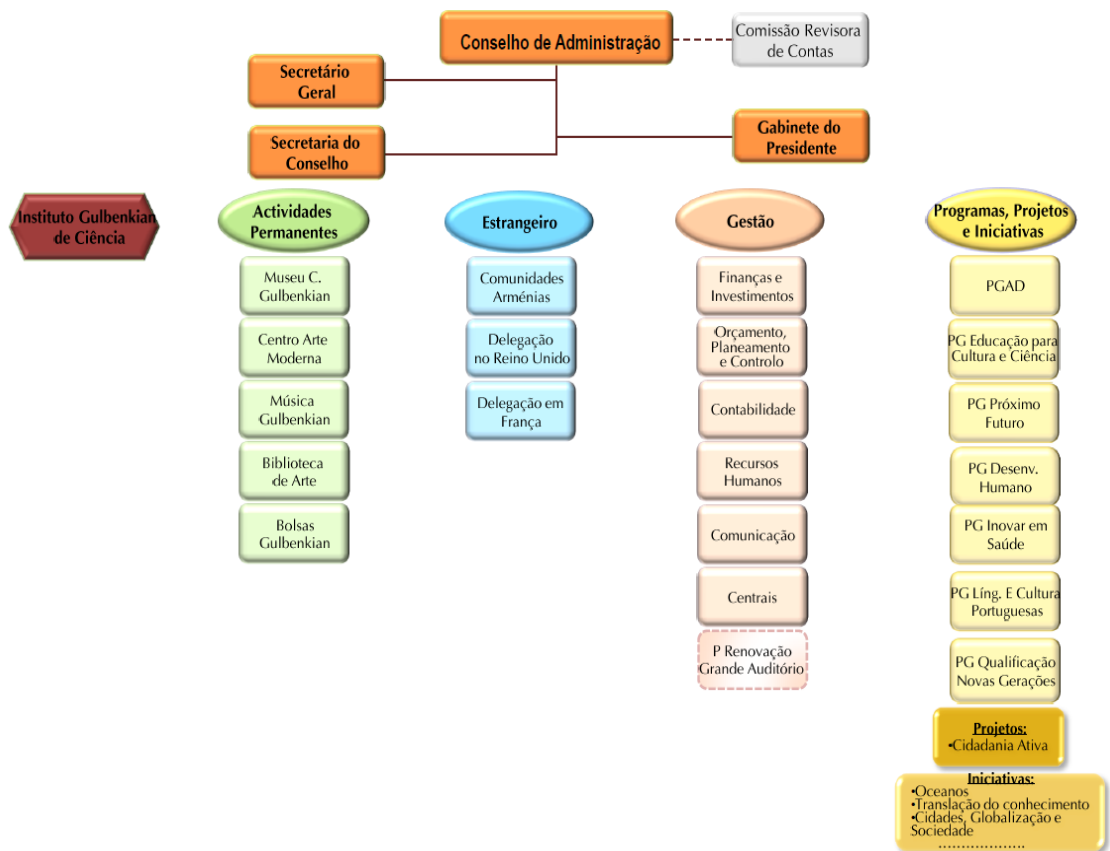 Conselho de Administração
Comissão Revisora
de Contas
Secretário
Geral
Secretaria do
Conselho
Gabinete do
Presidente
Instituto Gulbenkian
de Ciência
Actividades
Permanentes
Museu C.
Gulbenkian
Centro Arte
Moderna
Música
Gulbenkian
Biblioteca
de Arte
Bolsas
Gulbenkian
Estrangeiro
Comunidades
Arménias
Delegação
no Reino Unido
Delegação em
França
Gestão
Finanças e
Investimentos
Orçamento,
Planeamento
e Controlo
Contabilidade
Recursos
Humanos
Comunicação
Centrais
P Renovação
Grande Auditório
Programas, Projetos
e Iniciativas
PGAD
PG Educação para
Cultura e Ciência
PG Próximo
Futuro
PG Desenv.
Humano
PG Inovar em
Saúde
PG Líng. E Cultura
Portuguesas
PG Qualificação
Novas Gerações
Projetos:
•Cidadania Ativa
Iniciativas:
•Oceanos
•Translação do conhecimento
•Cidades, Globalização e
Sociedade
...................